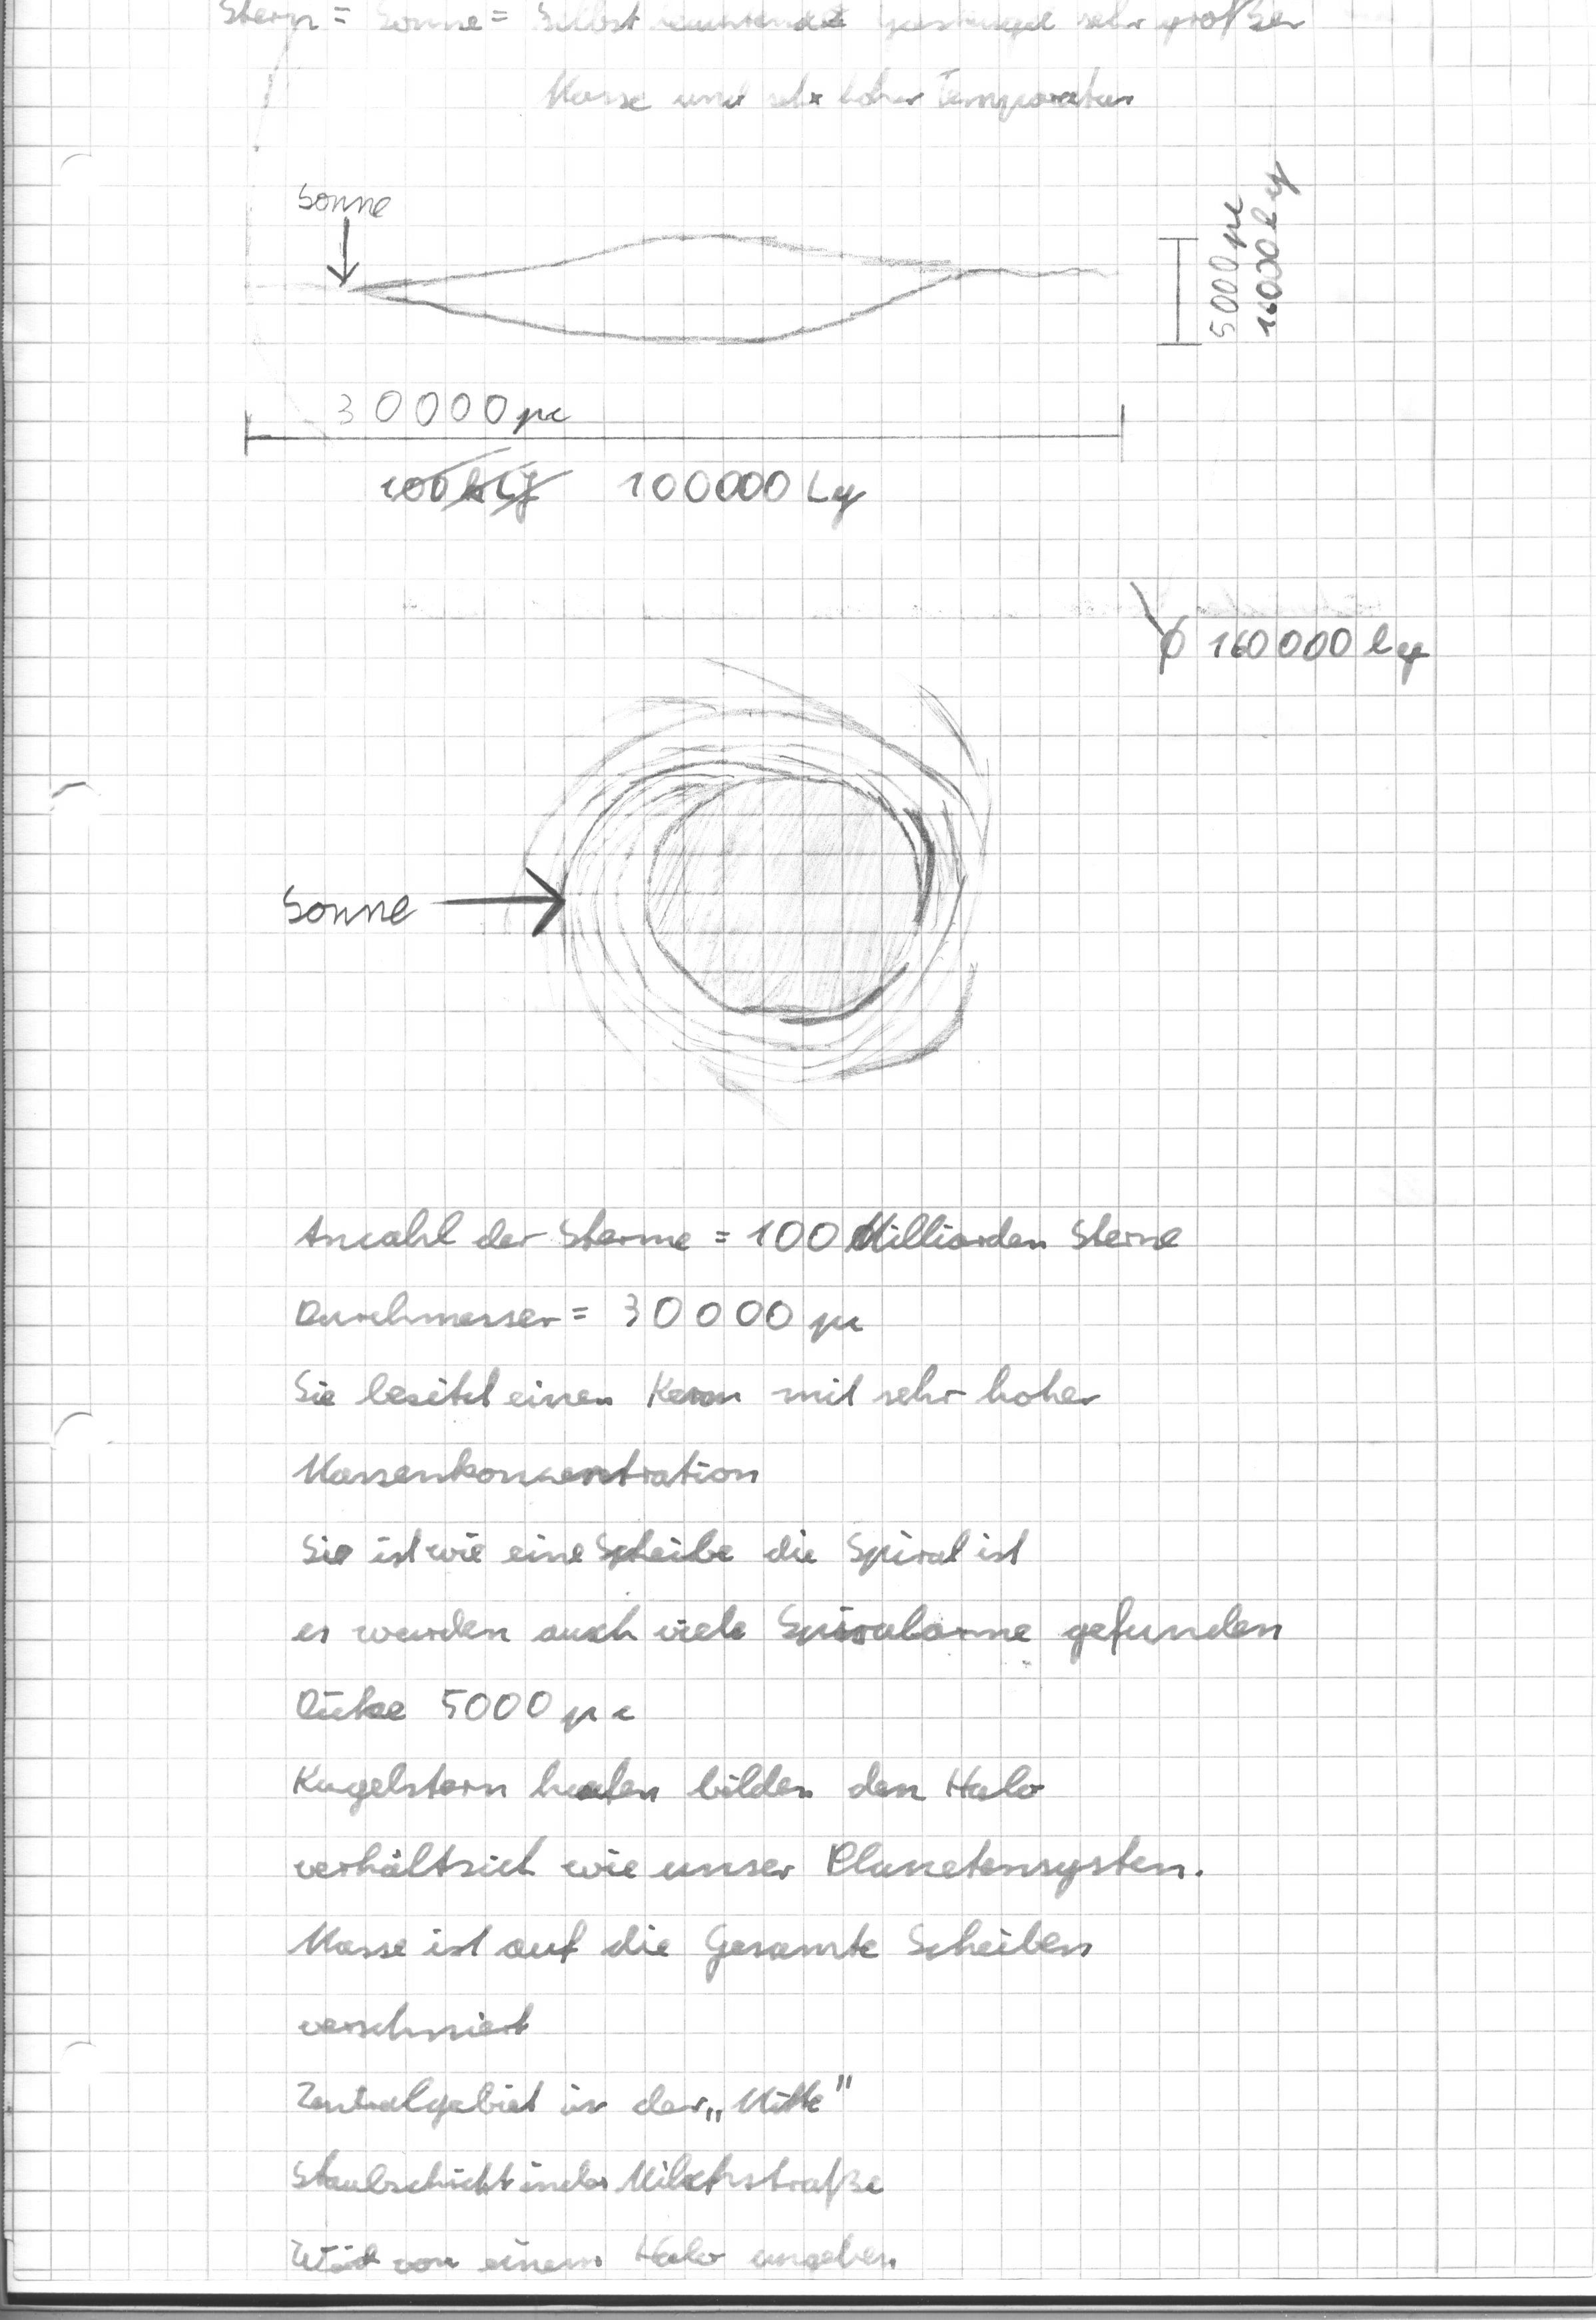 Stern = Sonne = Selbst leuchtende Gaskugel sehr großer
Masse und sehr hoher Temperatur
Sonne
5000 pc
16000 ly
30000 pc
100000 Ly
Ø 160000 ly
Sonne
Anzahl der Sterne = 100 Milliarden Sterne
Durchmesser = 30000 pc
Sie besitzt einen Kern mit sehr hoher
Massenkonzentration
Sie ist wie eine Scheibe die Spiral ist
es wurden auch viele Spiralarme gefunden
Dicke 5000 pc
Kugelstern haufen bilden den Halo
verhält sich wie unser Planetensystem.
Masse ist auf die Gesamte Scheiben
verschmiert
Zentralgebiet in der „Mitte"
Staubschicht in der Milchstraße
Wird von einem Halo umgeben